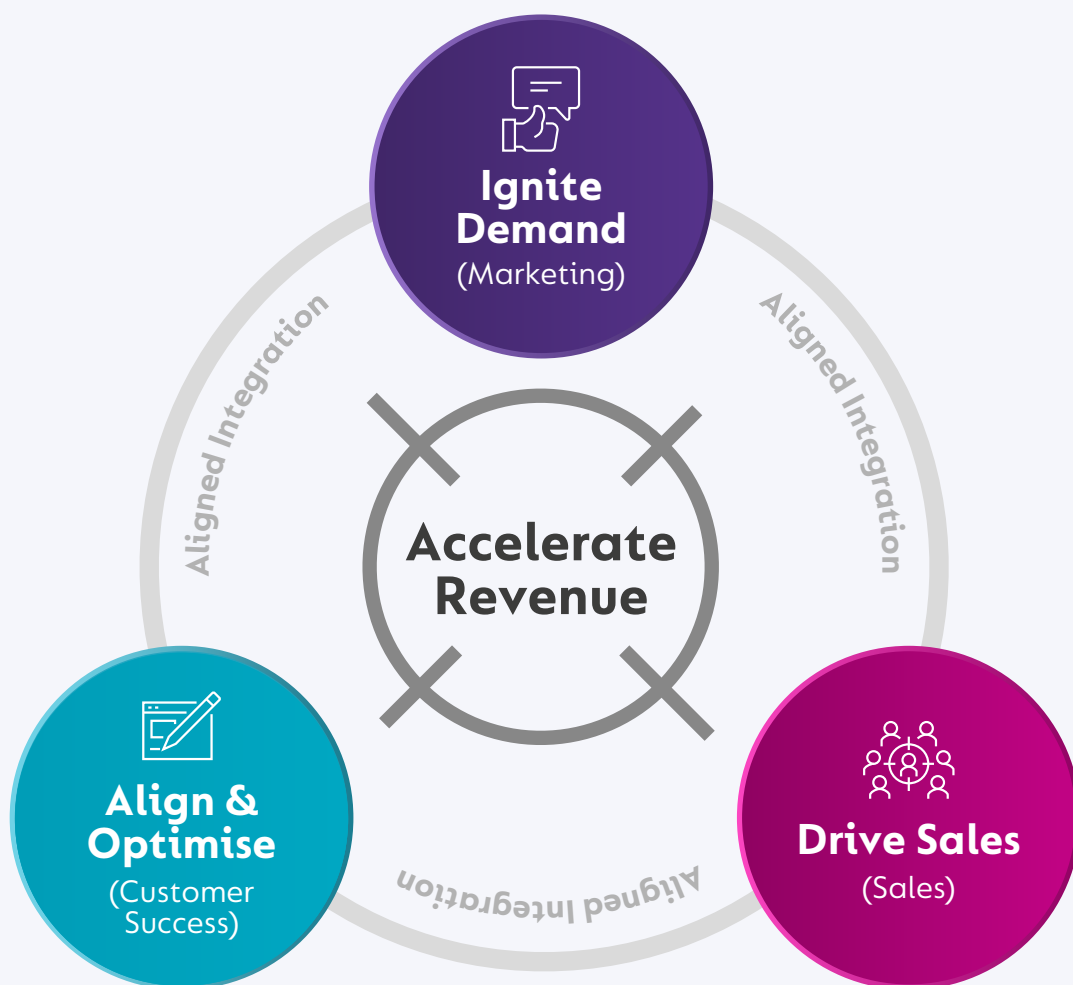 Ignite
Demand
(Marketing)
Aligned Integration
Aligned Integration
Accelerate
Revenue
Align &
Optimise
(Customer
Success)
Drive Sales
(Sales)
Aligned Integration